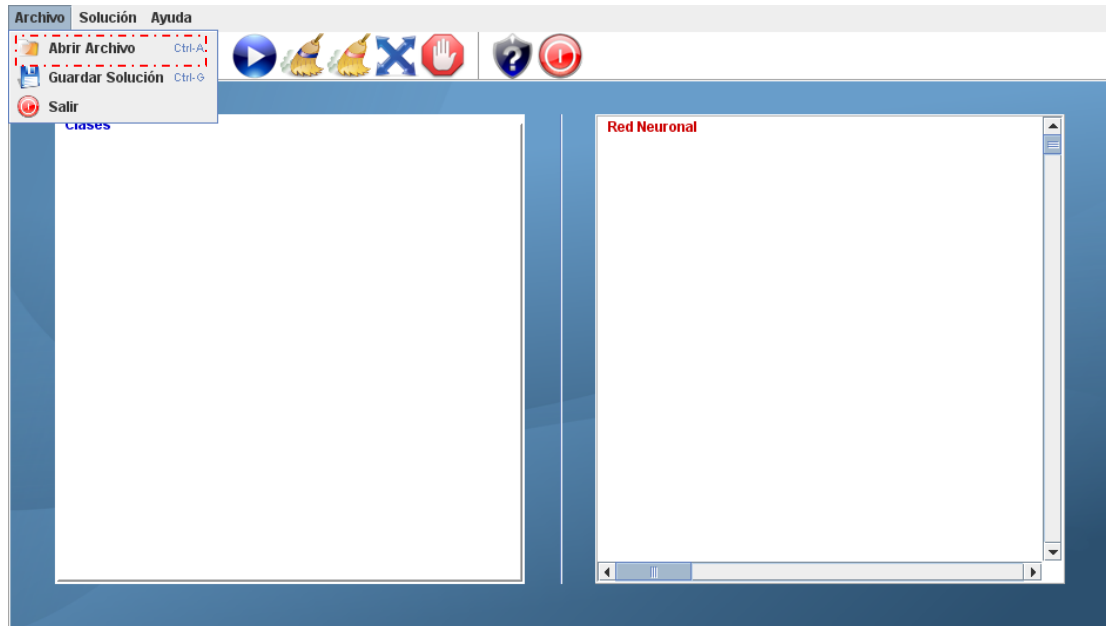 Archivo Solución Ayuda
Abrir Archivo Ctrl-A
Guardar Solución Ctrl-G
Salir
Clases
Red Neuronal